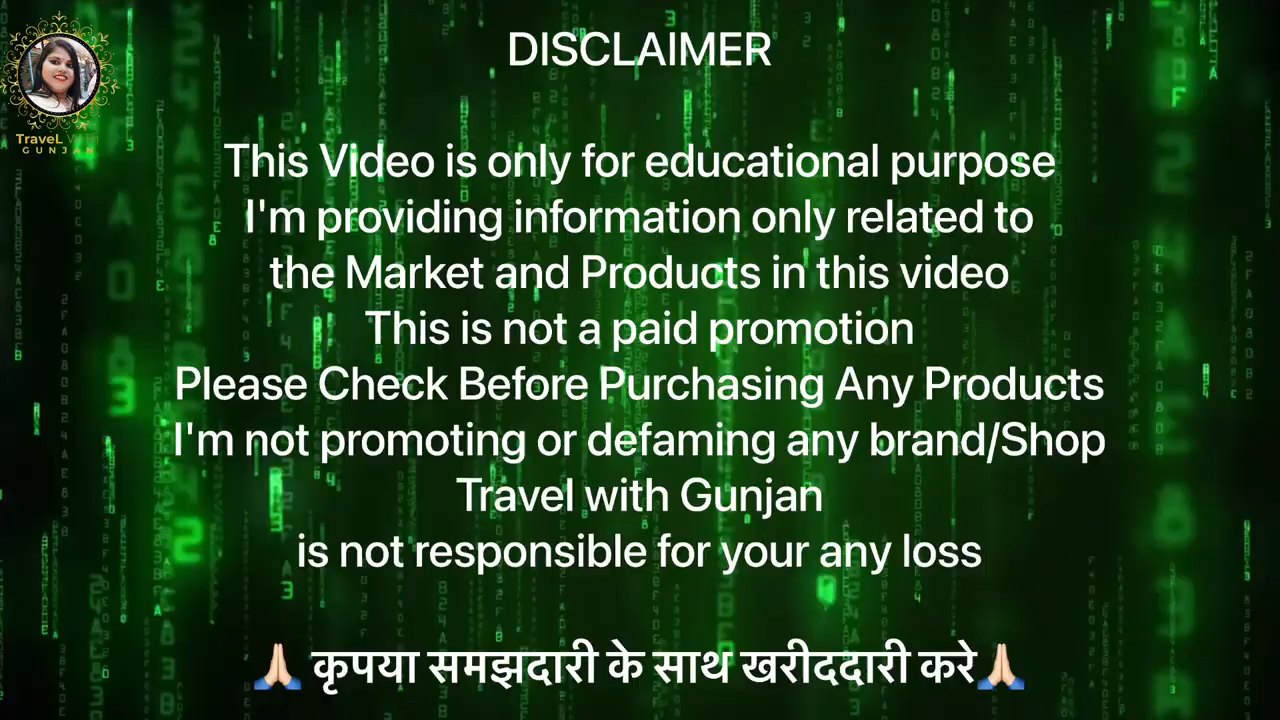 DISCLAIMER
TraveL With
GUNJAN
This Video is only for educational purpose
I'm providing information only related to
the Market and Products in this video
This is not a paid promotion
Please Check Before Purchasing Any Products
I'm not promoting or defaming any brand/Shop
Travel with Gunjan
is not responsible for your any loss
🙏🏻 कृपया समझदारी के साथ खरीददारी करे🙏🏻